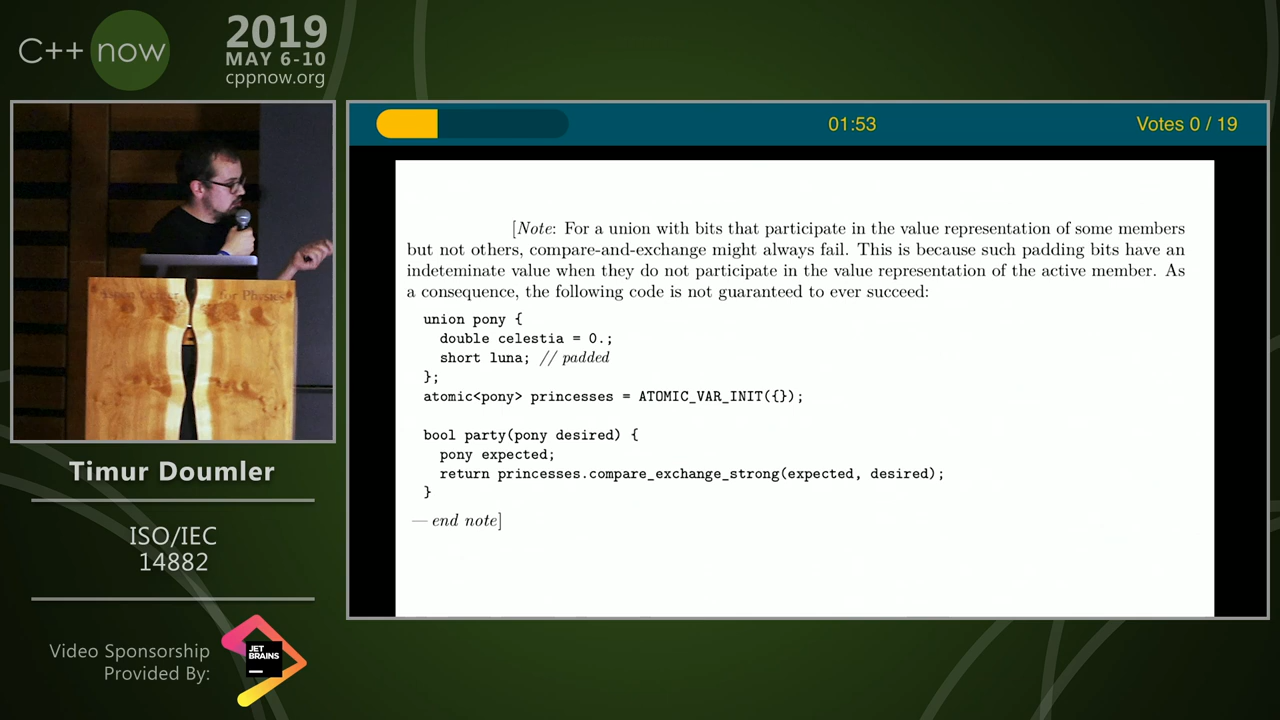 C++ now
2019
MAY 6-10
cppnow.org
01:53
Votes 0 / 19
[Note: For a union with bits that participate in the value representation of some members
but not others, compare-and-exchange might always fail. This is because such padding bits have an
indeteminate value when they do not participate in the value representation of the active member. As
a consequence, the following code is not guaranteed to ever succeed:
union pony {
double celestia = 0.;
short luna; // padded
};
atomic<pony> princesses = ATOMIC_VAR_INIT({});
bool party(pony desired) {
pony expected;
return princesses.compare_exchange_strong(expected, desired);
}
— end note]
Aspen Center for Physics
Timur Doumler
ISO/IEC
14882
Video Sponsorship
Provided By:
JET
BRAINS